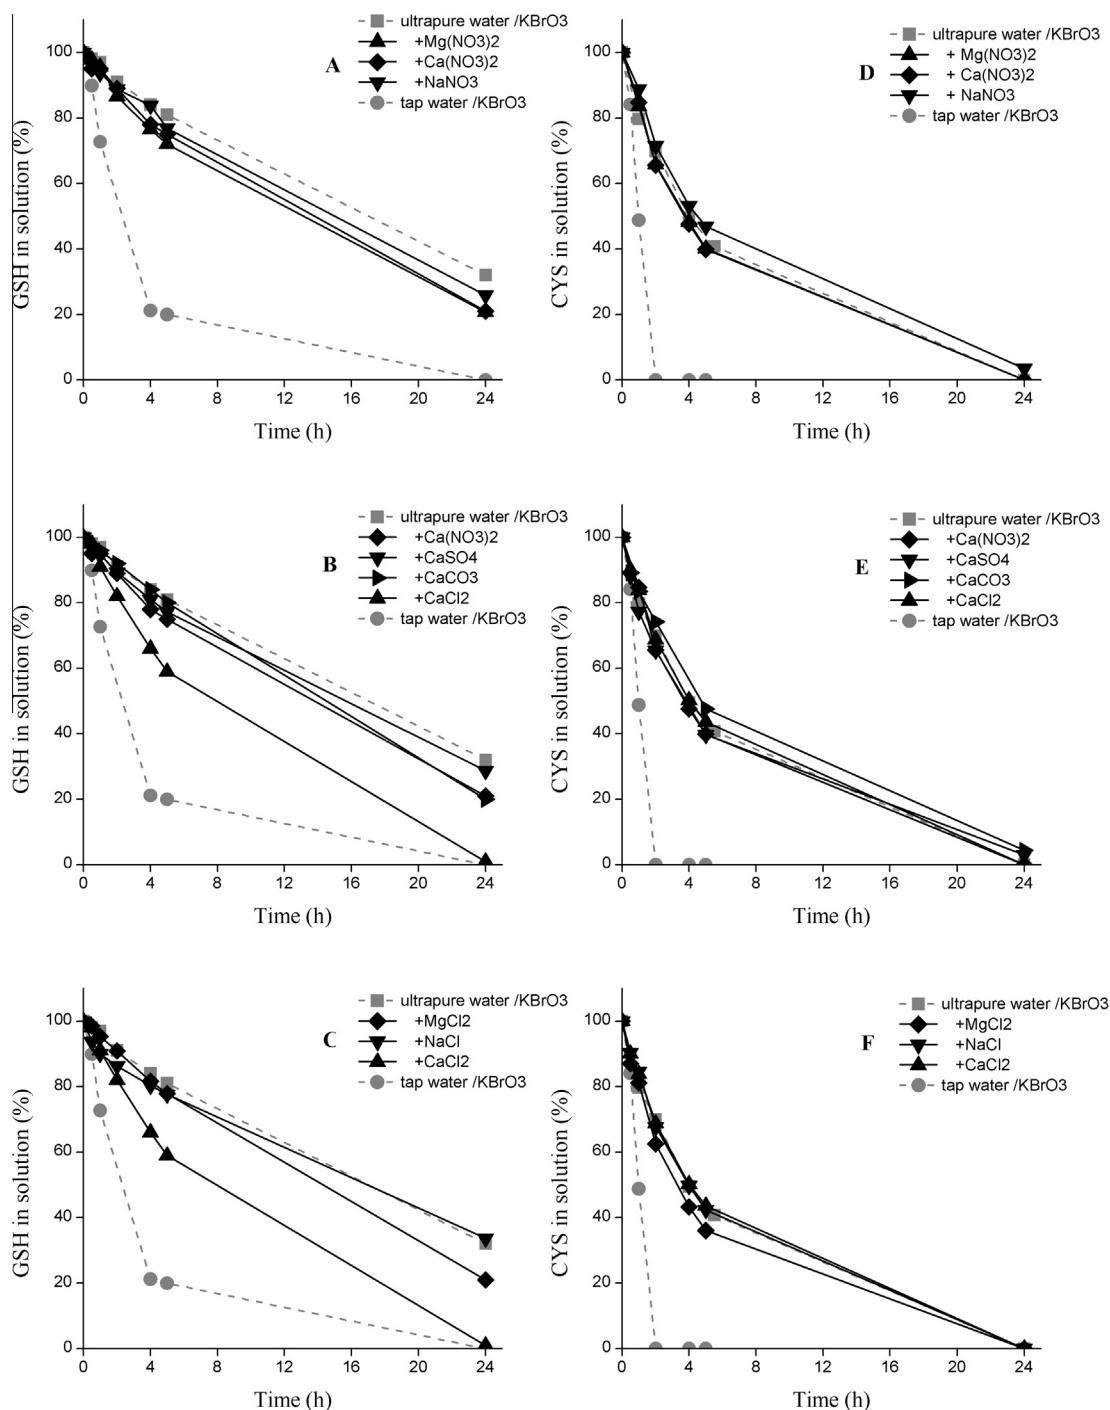 A
ultrapure water /KBrO3
+Mg(NO3)2
+Ca(NO3)2
+NaNO3
tap water /KBrO3
GSH in solution (%)
100
80
60
40
20
0
0 4 8 12 16 20 24
Time (h)
D
ultrapure water /KBrO3
+ Mg(NO3)2
+ Ca(NO3)2
+ NaNO3
tap water /KBrO3
CYS in solution (%)
100
80
60
40
20
0
0 4 8 12 16 20 24
Time (h)
B
ultrapure water /KBrO3
+Ca(NO3)2
+CaSO4
+CaCO3
+CaCl2
tap water /KBrO3
GSH in solution (%)
100
80
60
40
20
0
0 4 8 12 16 20 24
Time (h)
E
ultrapure water /KBrO3
+Ca(NO3)2
+CaSO4
+CaCO3
+CaCl2
tap water /KBrO3
CYS in solution (%)
100
80
60
40
20
0
0 4 8 12 16 20 24
Time (h)
C
ultrapure water /KBrO3
+MgCl2
+NaCl
+CaCl2
tap water /KBrO3
GSH in solution (%)
100
80
60
40
20
0
0 4 8 12 16 20 24
Time (h)
F
ultrapure water /KBrO3
+MgCl2
+NaCl
+CaCl2
tap water /KBrO3
CYS in solution (%)
100
80
60
40
20
0
0 4 8 12 16 20 24
Time (h)